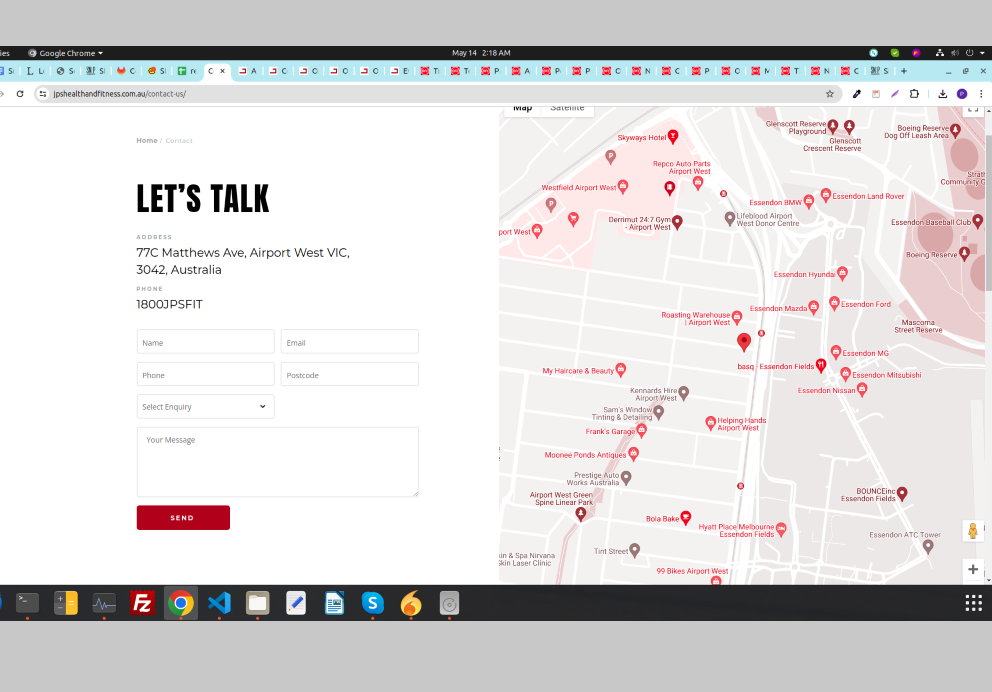 ies
Google Chrome
May 14 2:18 AM
jpshealthandfitness.com.au/contact-us/
Home / Contact
LET'S TALK
ADDRESS
77C Matthews Ave, Airport West VIC,
3042, Australia
PHONE
1800JPSFIT
Name
Email
Phone
Postcode
Select Enquiry
Your Message
SEND
Map
Satellite
Skyways Hotel
Glenscott Reserve
Playground
Glenscott
Crescent Reserve
Boeing Reserve
Dog Off Leash Area
Repco Auto Parts
Airport West
Westfield Airport West
Essendon BMW
Essendon Land Rover
Strath
Community C
port West
Derrimut 24:7 Gym
- Airport West
Lifeblood Airport
West Donor Centre
Essendon Baseball Club
Boeing Reserve
Essendon Hyundai
Essendon Mazda
Essendon Ford
Roasting Warehouse
| Airport West
Mascoma
Street Reserve
Essendon MG
basq - Essendon Fields
Essendon Mitsubishi
My Haircare & Beauty
Essendon Nissan
Kennards Hire
Airport West
Sam's Window
Tinting & Detailing
Helping Hands
Airport West
Frank's Garage
Moonee Ponds Antiques
Prestige Auto
Works Australia
Airport West Green
Spine Linear Park
BOUNCEinc
Essendon Fields
Bola Bake
Hyatt Place Melbourne
Essendon Fields
Essendon ATC Tower
kin & Spa Nirvana
Skin Laser Clinic
Tint Street
99 Bikes Airport West